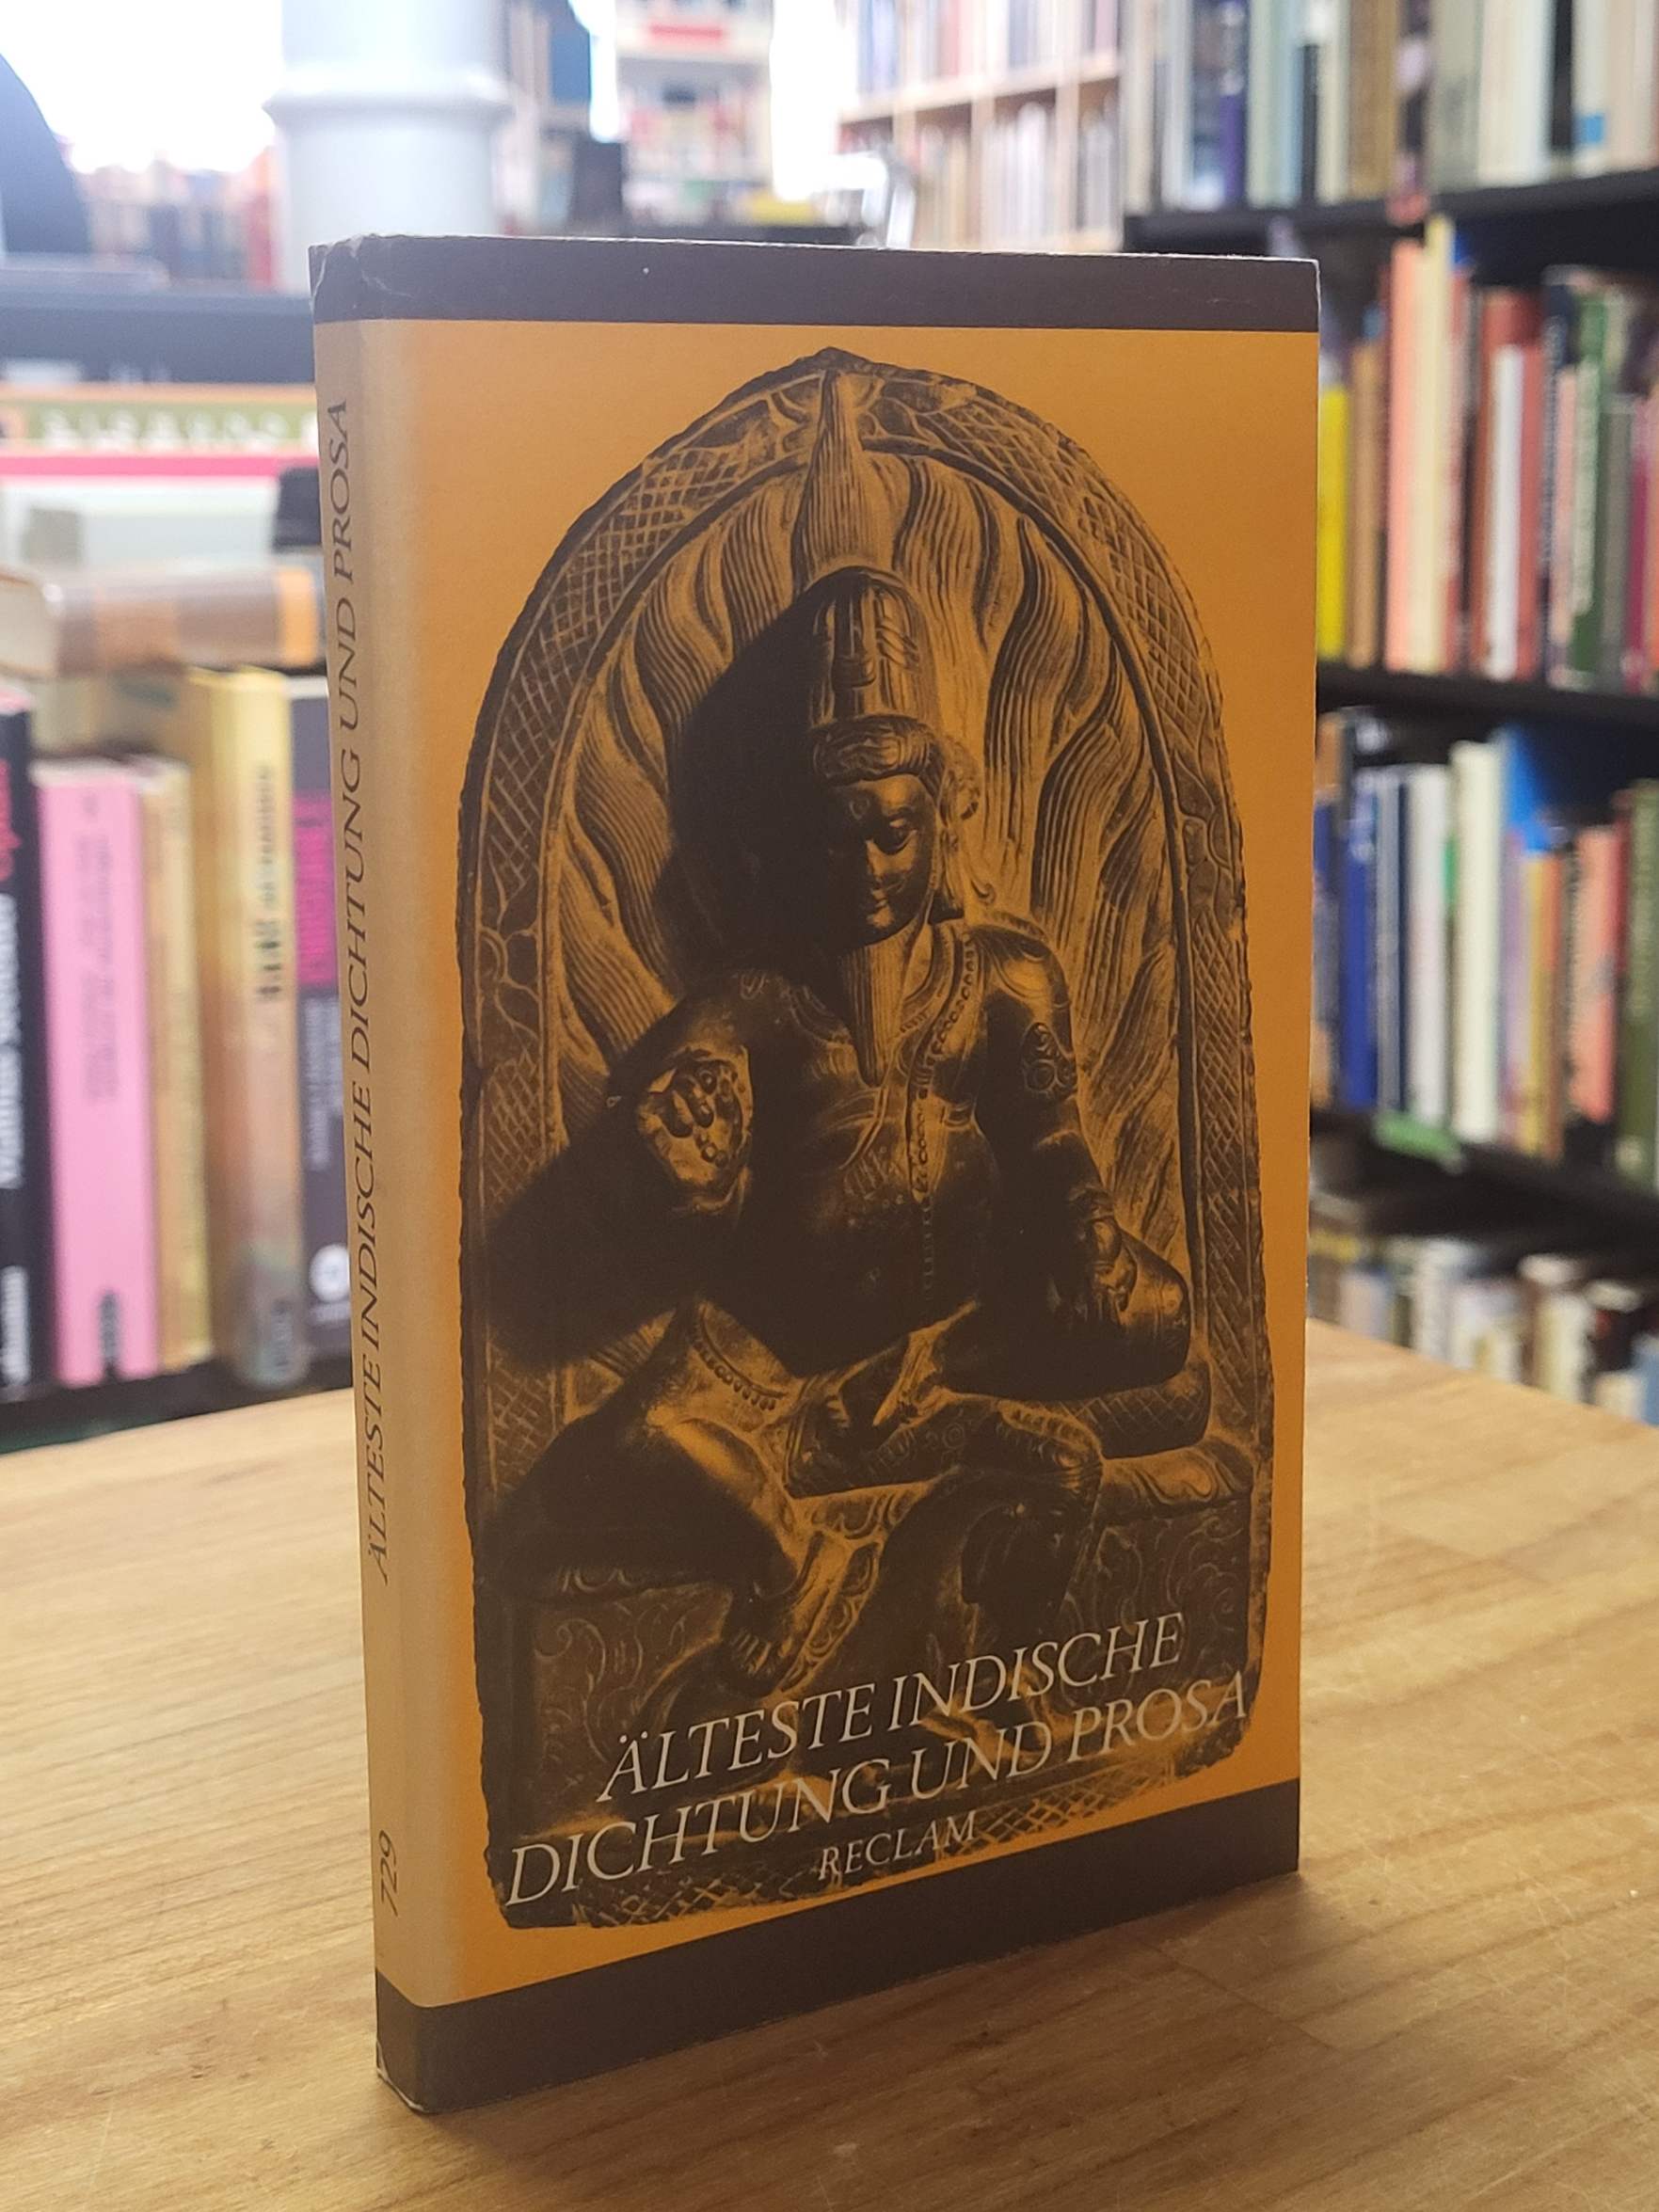 ÄLTESTE INDISCHE DICHTUNG UND PROSA
729
ÄLTESTE INDISCHE
DICHTUNG UND PROSA
RECLAM